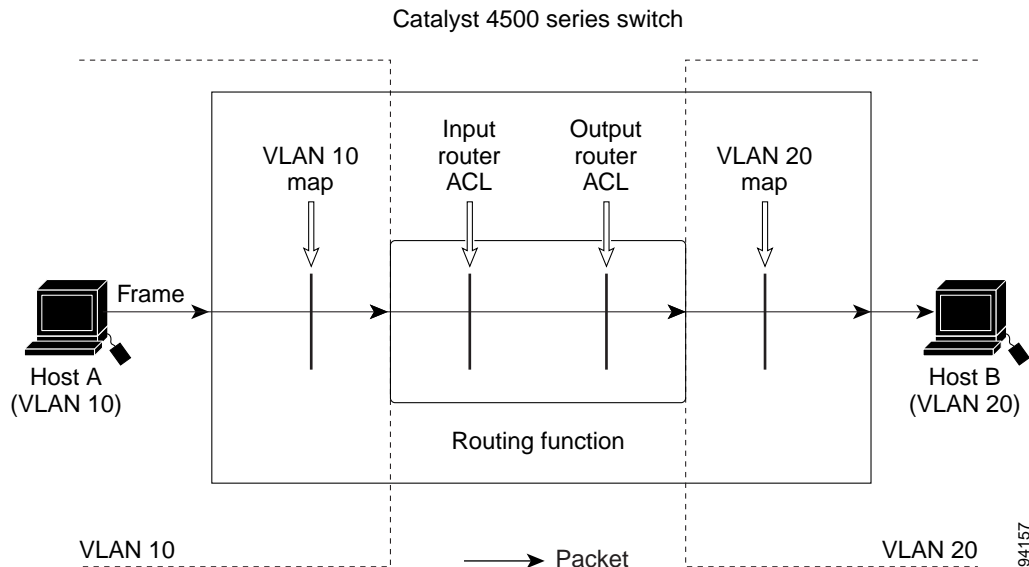 Catalyst 4500 series switch
VLAN 10
map
Input
router
ACL
Output
router
ACL
VLAN 20
map
Frame
Host A
(VLAN 10)
Host B
(VLAN 20)
Routing function
VLAN 10
Packet
VLAN 20
94157